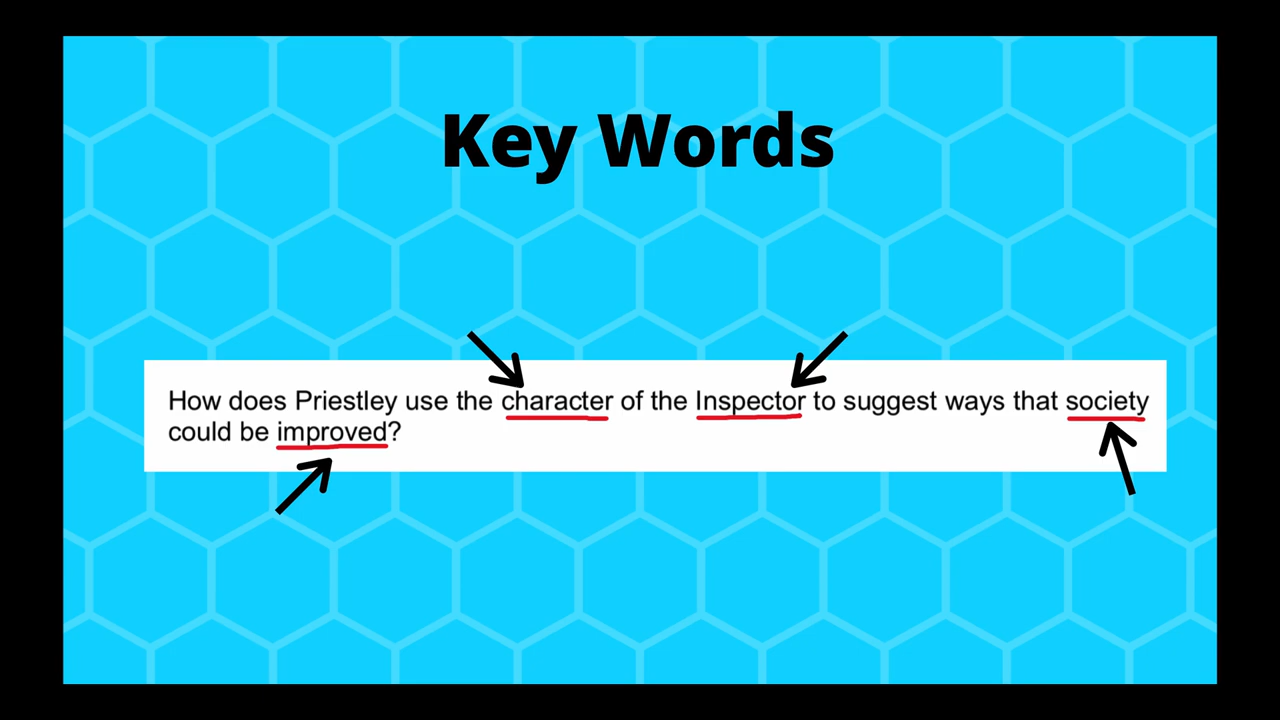 Key Words
How does Priestley use the character of the Inspector to suggest ways that society
could be improved?